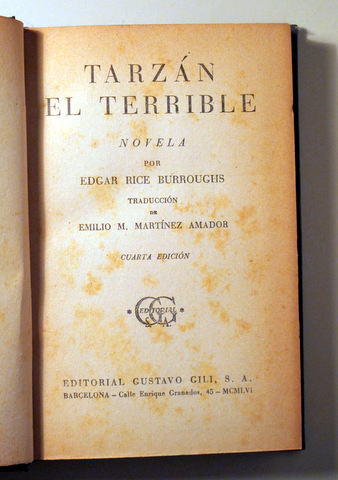 TARZÁN
EL TERRIBLE
NOVELA
POR
EDGAR RICE BURROUGHS
TRADUCCIÓN
DE
EMILIO M. MARTÍNEZ AMADOR
CUARTA EDICIÓN
GG
* EDITORIAL *
S. A.
EDITORIAL GUSTAVO GILI, S. A.
BARCELONA — Calle Enrique Granados, 45 — MCMLVI